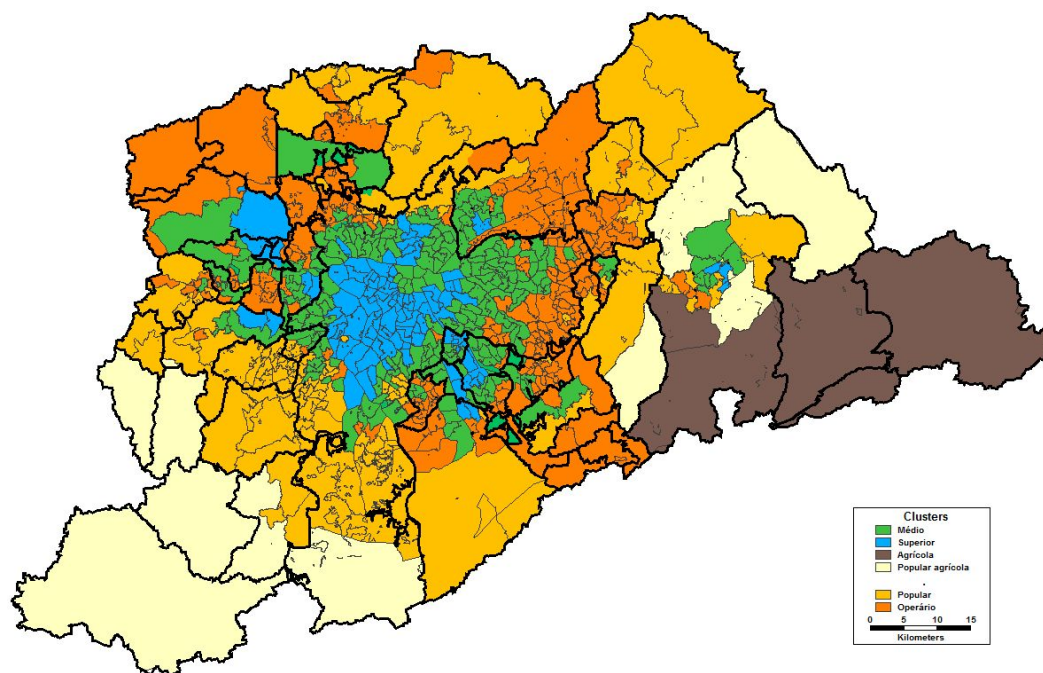 Clusters
Médio
Superior
Agrícola
Popular agrícola
Popular
Operário
0 5 10 15
Kilometers